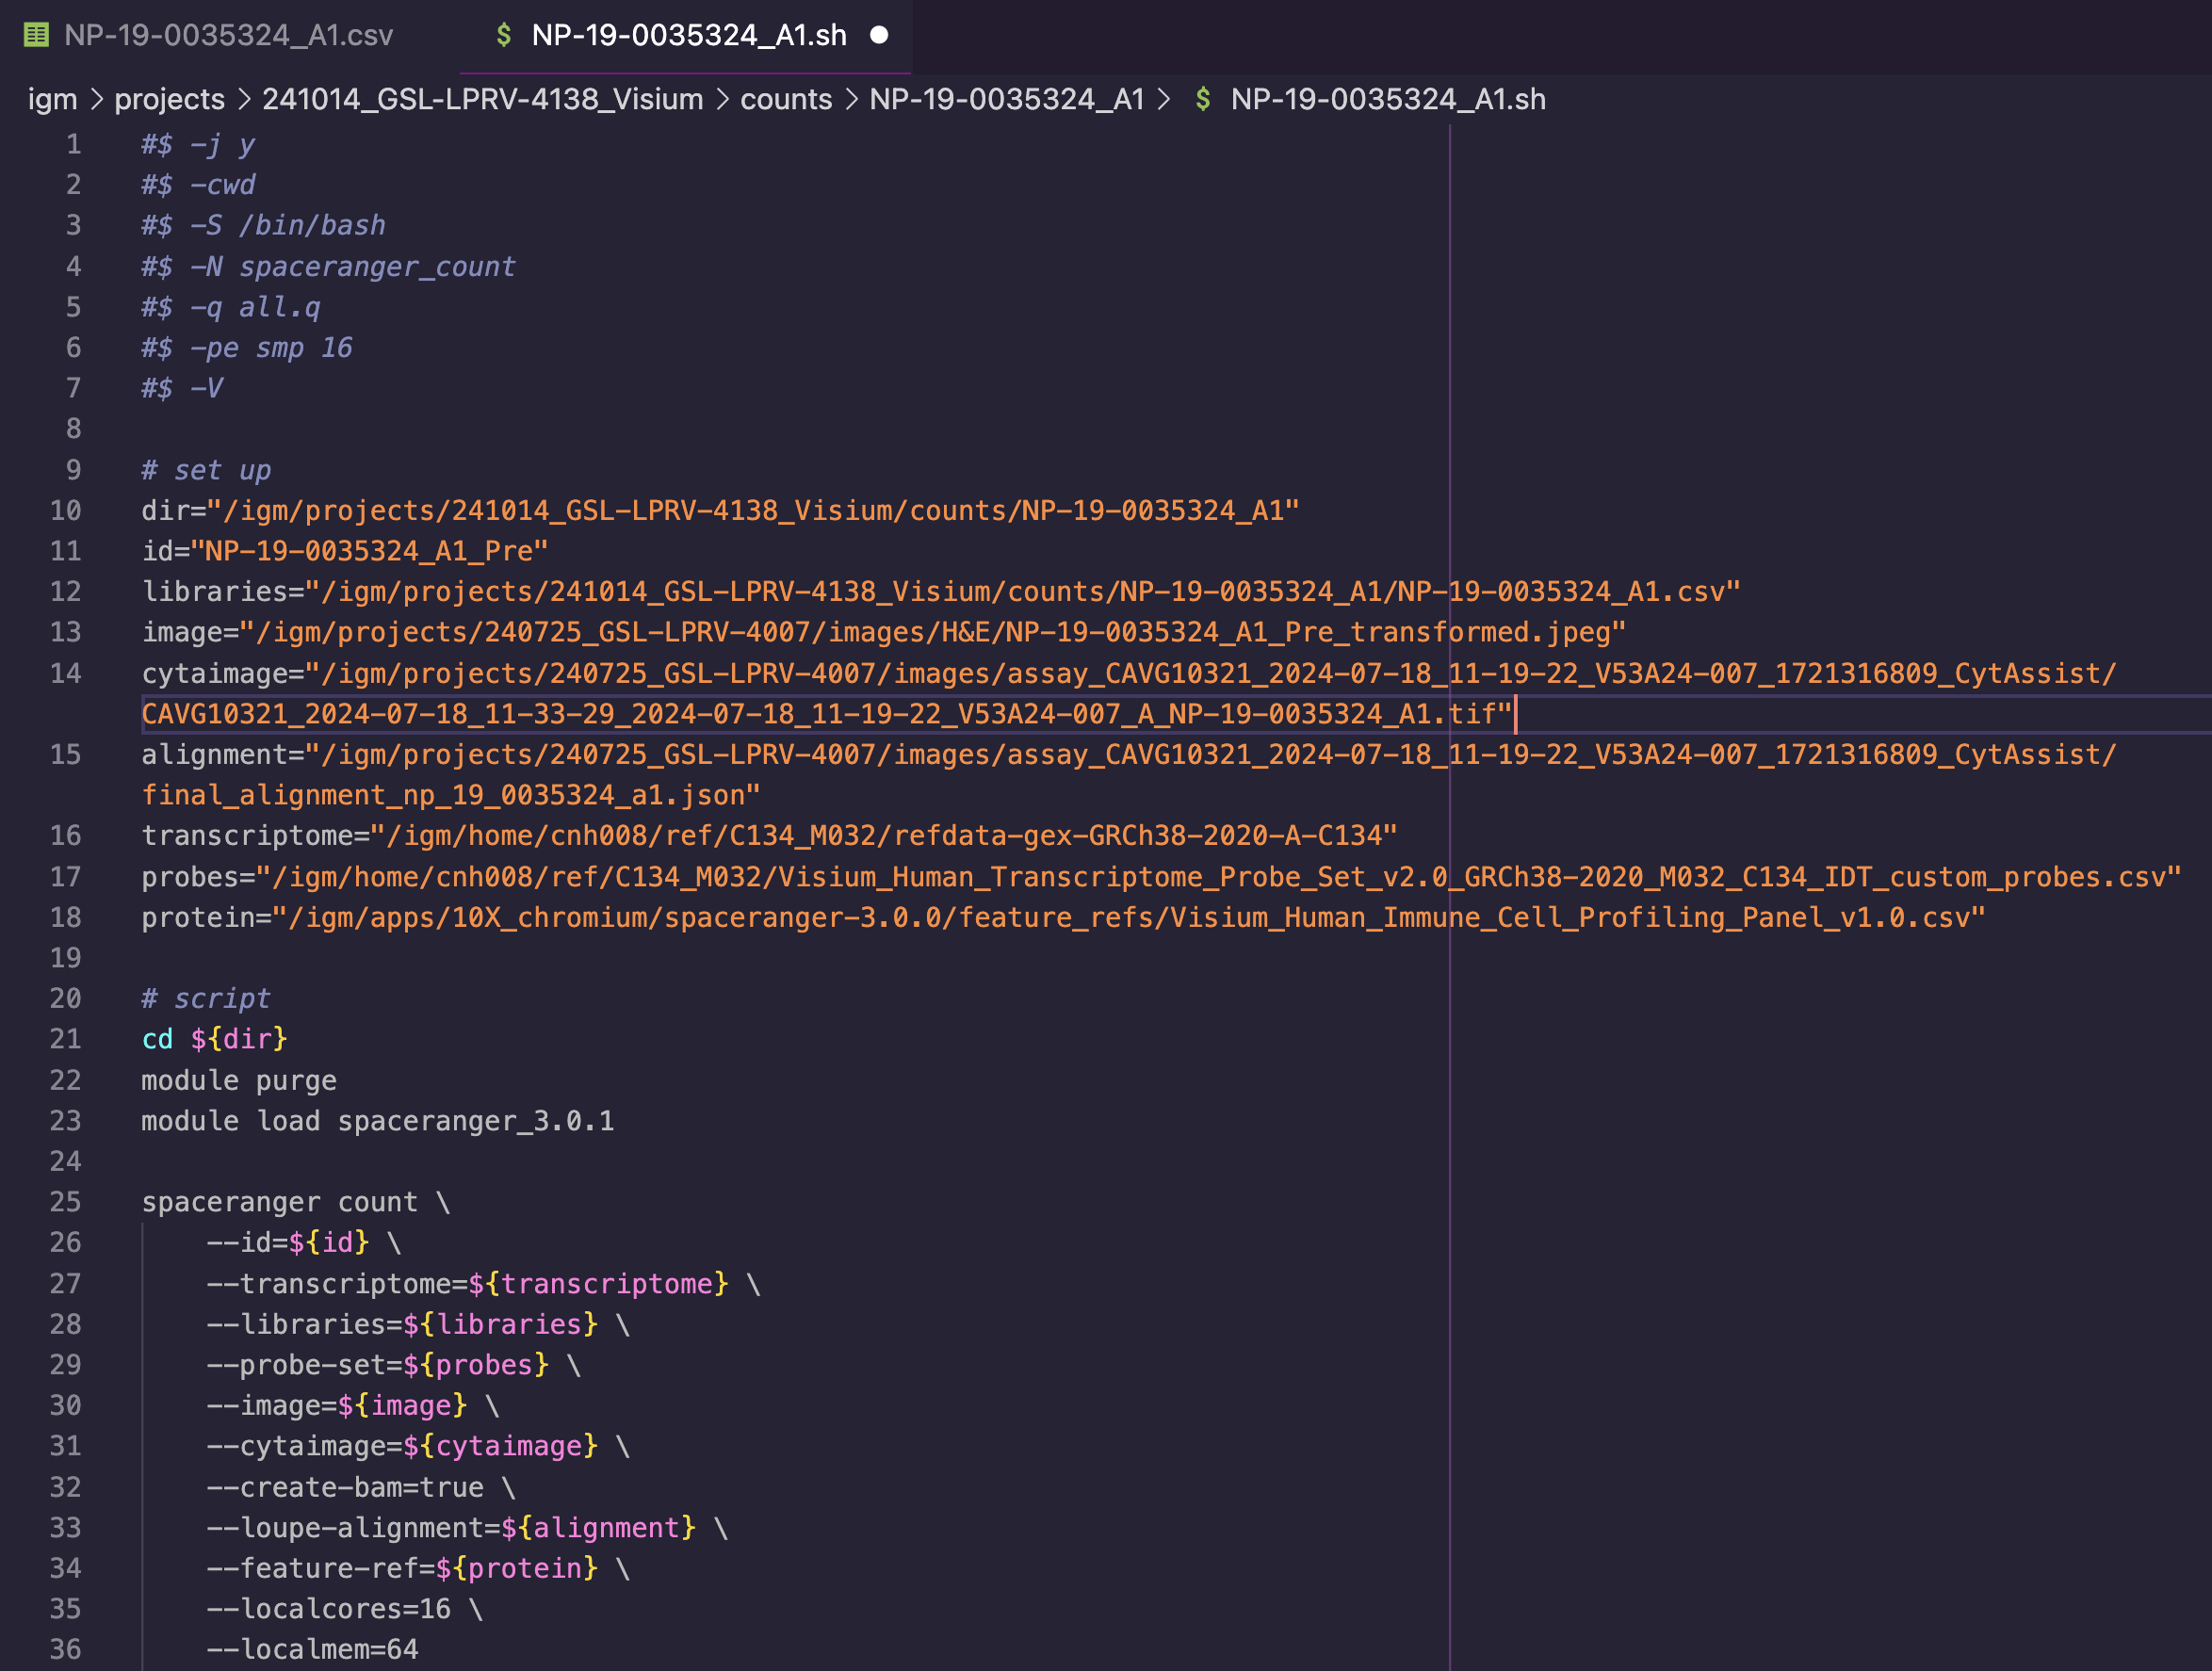 NP-19-0035324_A1.csv
$ NP-19-0035324_A1.sh
igm > projects > 241014_GSL-LPRV-4138_Visium > counts > NP-19-0035324_A1 > $ NP-19-0035324_A1.sh
1 #$ -j y
2 #$ -cwd
3 #$ -S /bin/bash
4 #$ -N spaceranger_count
5 #$ -q all.q
6 #$ -pe smp 16
7 #$ -V
8
9 # set up
10 dir="/igm/projects/241014_GSL-LPRV-4138_Visium/counts/NP-19-0035324_A1"
11 id="NP-19-0035324_A1_Pre"
12 libraries="/igm/projects/241014_GSL-LPRV-4138_Visium/counts/NP-19-0035324_A1/NP-19-0035324_A1.csv"
13 image="/igm/projects/240725_GSL-LPRV-4007/images/H&E/NP-19-0035324_A1_Pre_transformed.jpeg"
14 cytaimage="/igm/projects/240725_GSL-LPRV-4007/images/assay_CAVG10321_2024-07-18_11-19-22_V53A24-007_1721316809_CytAssist/
CAVG10321_2024-07-18_11-33-29_2024-07-18_11-19-22_V53A24-007_A_NP-19-0035324_A1.tif"
15 alignment="/igm/projects/240725_GSL-LPRV-4007/images/assay_CAVG10321_2024-07-18_11-19-22_V53A24-007_1721316809_CytAssist/
final_alignment_np_19_0035324_a1.json"
16 transcriptome="/igm/home/cnh008/ref/C134_M032/refdata-gex-GRCh38-2020-A-C134"
17 probes="/igm/home/cnh008/ref/C134_M032/Visium_Human_Transcriptome_Probe_Set_v2.0_GRCh38-2020_M032_C134_IDT_custom_probes.csv"
18 protein="/igm/apps/10X_chromium/spaceranger-3.0.0/feature_refs/Visium_Human_Immune_Cell_Profiling_Panel_v1.0.csv"
19
20 # script
21 cd ${dir}
22 module purge
23 module load spaceranger_3.0.1
24
25 spaceranger count \
26 --id=${id} \
27 --transcriptome=${transcriptome} \
28 --libraries=${libraries} \
29 --probe-set=${probes} \
30 --image=${image} \
31 --cytaimage=${cytaimage} \
32 --create-bam=true \
33 --loupe-alignment=${alignment} \
34 --feature-ref=${protein} \
35 --localcores=16 \
36 --localmem=64